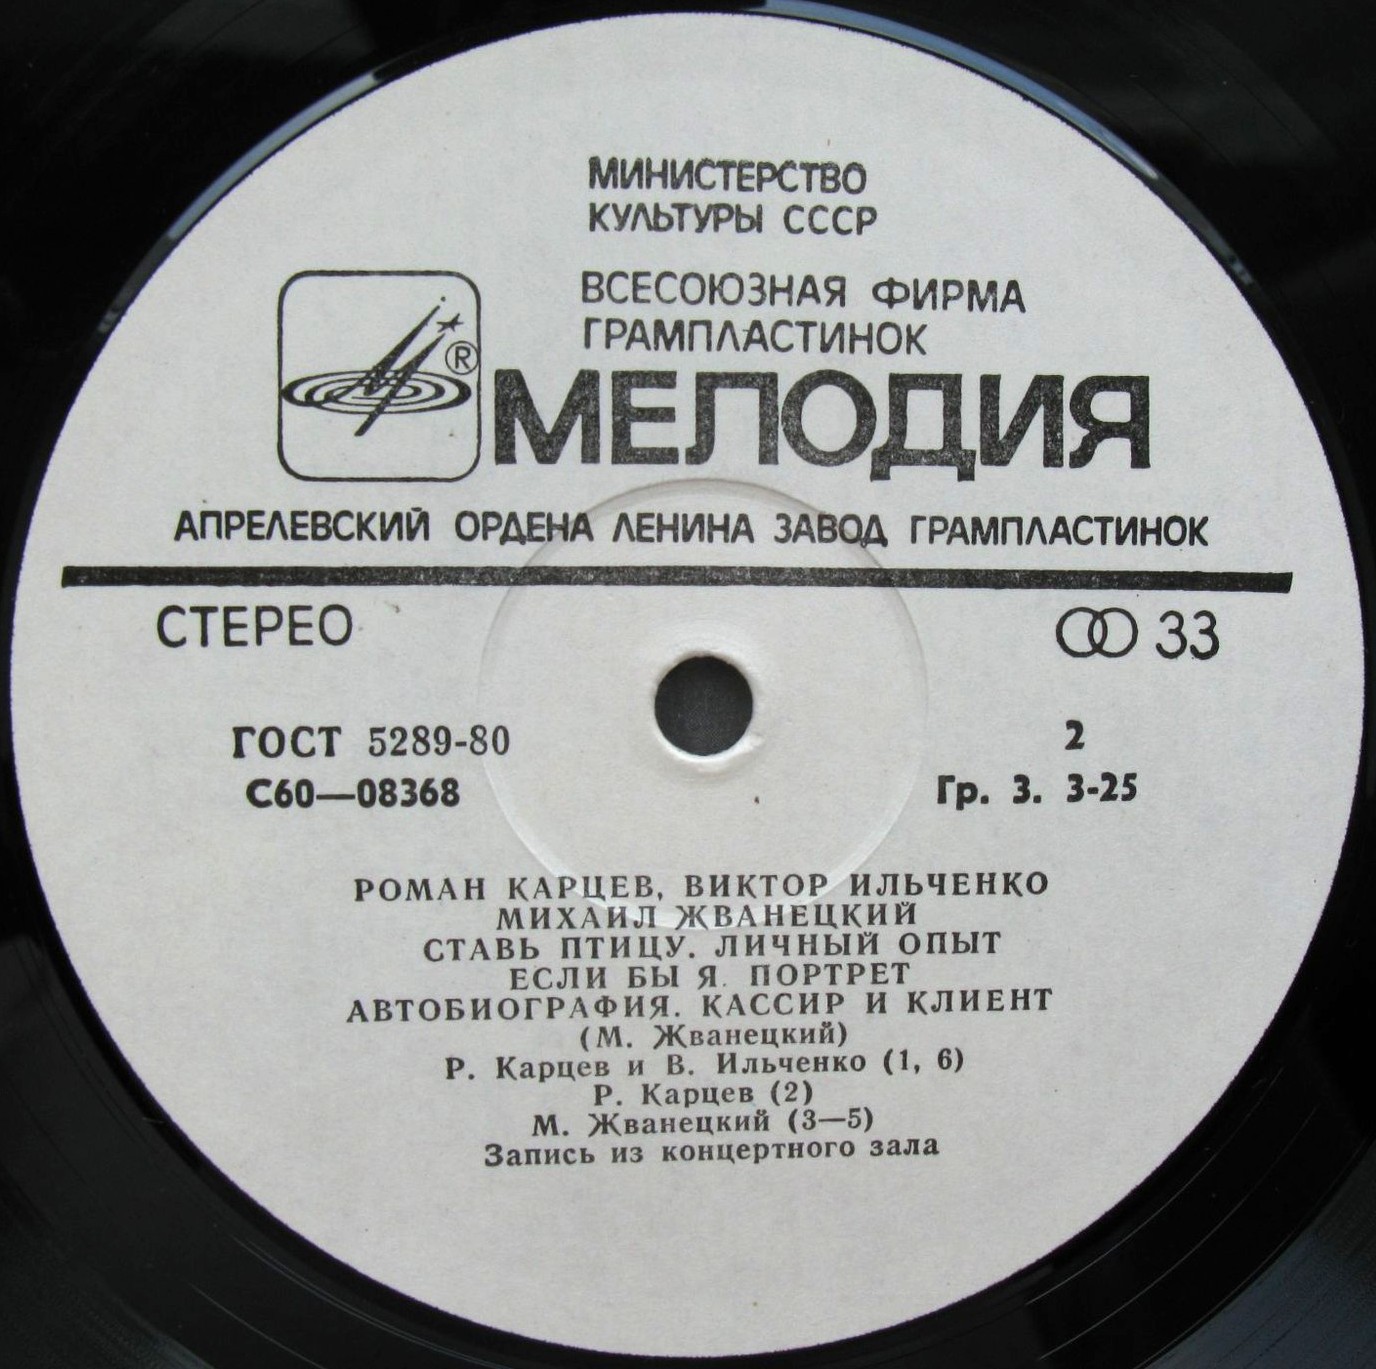 МИНИСТЕРСТВО
КУЛЬТУРЫ СССР
ВСЕСОЮЗНАЯ ФИРМА
ГРАМПЛАСТИНОК
®
МЕЛОДИЯ
АПРЕЛЕВСКИЙ ОРДЕНА ЛЕНИНА ЗАВОД ГРАМПЛАСТИНОК
СТЕРЕО
33
ГОСТ 5289-80
2
С60—08368
Гр. 3. 3-25
РОМАН КАРЦЕВ, ВИКТОР ИЛЬЧЕНКО
МИХАИЛ ЖВАНЕЦКИЙ
СТАВЬ ПТИЦУ. ЛИЧНЫЙ ОПЫТ
ЕСЛИ БЫ Я. ПОРТРЕТ
АВТОБИОГРАФИЯ. КАССИР И КЛИЕНТ
(М. Жванецкий)
Р. Карцев и В. Ильченко (1, 6)
Р. Карцев (2)
М. Жванецкий (3—5)
Запись из концертного зала